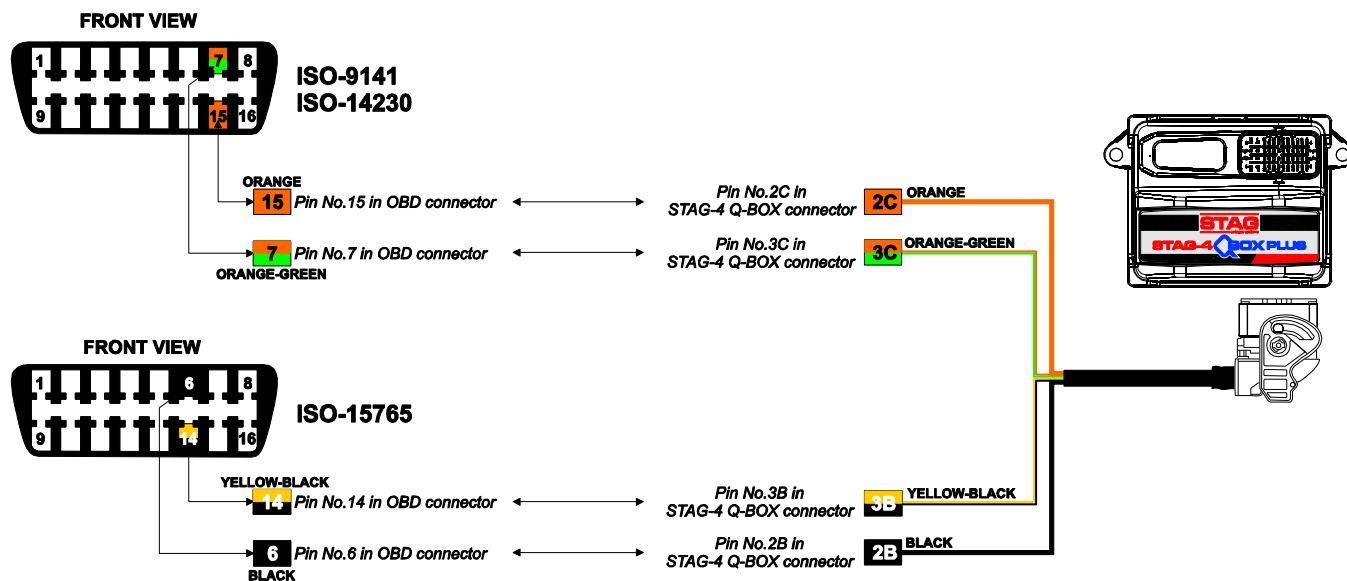 FRONT VIEW
1 7 8
9 15 16
ISO-9141
ISO-14230
ORANGE
15 Pin No.15 in OBD connector
Pin No.2C in
STAG-4 Q-BOX connector
2C ORANGE
7 Pin No.7 in OBD connector
ORANGE-GREEN
Pin No.3C in
STAG-4 Q-BOX connector
3C ORANGE-GREEN
STAG
STAG-4 QBOX PLUS
FRONT VIEW
1 6 8
9 14 16
ISO-15765
YELLOW-BLACK
14 Pin No.14 in OBD connector
Pin No.3B in
STAG-4 Q-BOX connector
3B YELLOW-BLACK
6 Pin No.6 in OBD connector
BLACK
Pin No.2B in
STAG-4 Q-BOX connector
2B BLACK